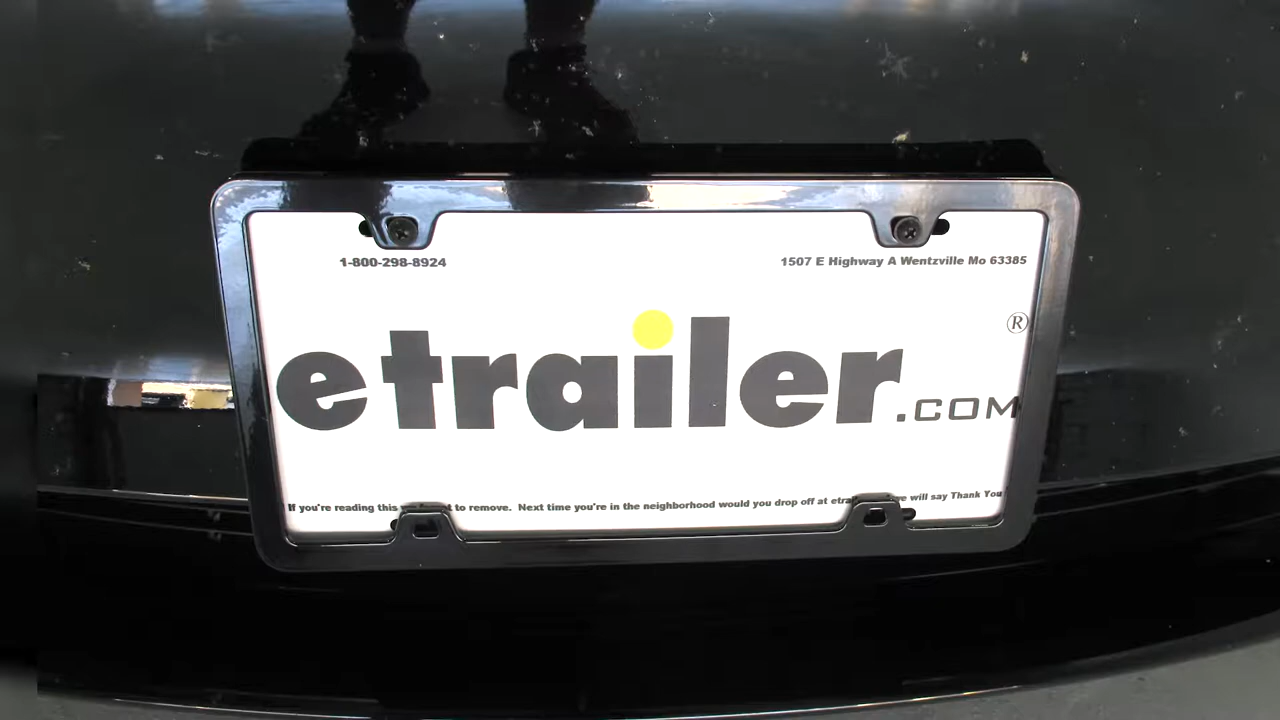 1-800-298-8924
1507 E Highway A Wentzville Mo 63385
etrailer.com®
If you're reading this to remove. Next time you're in the neighborhood would you drop off at we will say Thank You